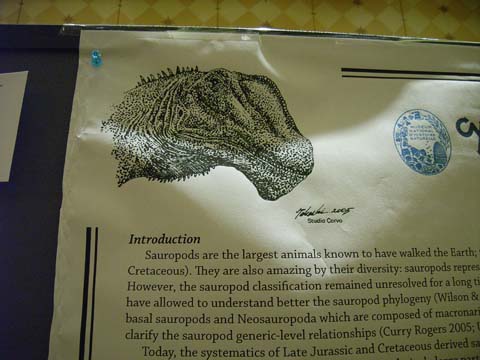 2005
Studio Corvo
Introduction
Sauropods are the largest animals known to have walked the Earth;
Cretaceous). They are also amazing by their diversity: sauropods repres
However, the sauropod classification remained unresolved for a long ti
have allowed to understand better the sauropod phylogeny (Wilson &
basal sauropods and Neosauropoda which are composed of macronari
clarify the sauropod generic-level relationships (Curry Rogers 2005;
Today, the systematics of Late Jurassic and Cretaceous derived sa